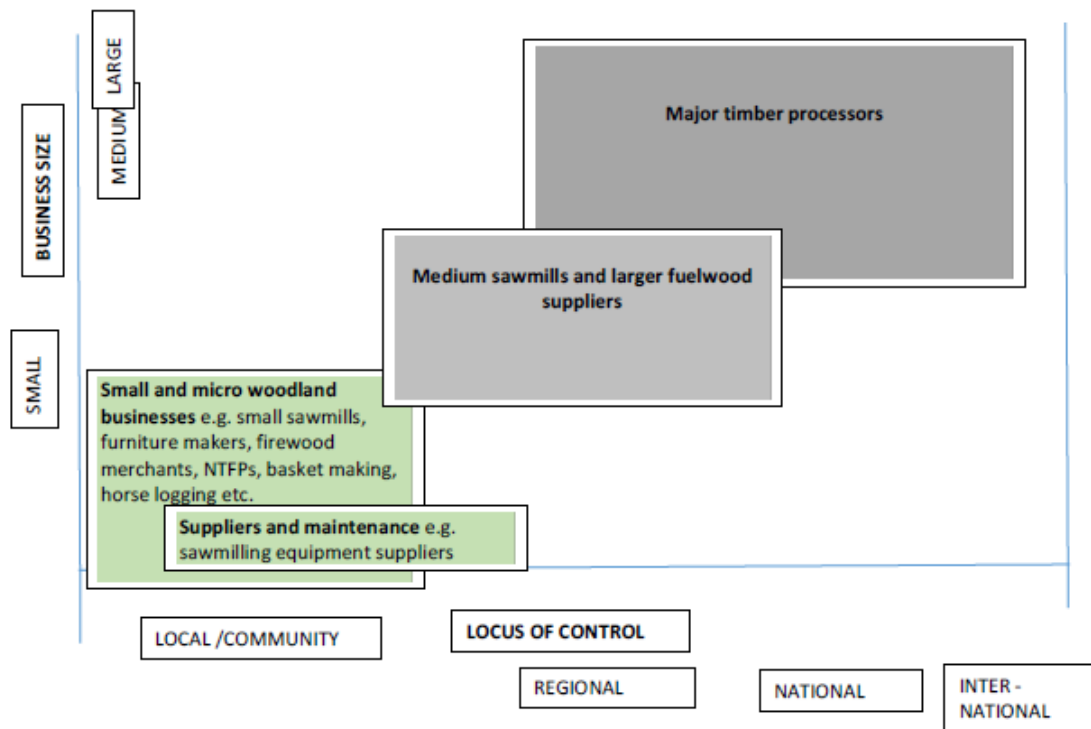 LARGE
MEDIUM
BUSINESS SIZE
SMALL
Major timber processors
Medium sawmills and larger fuelwood
suppliers
Small and micro woodland
businesses e.g. small sawmills,
furniture makers, firewood
merchants, NTFPs, basket making,
horse logging etc.
Suppliers and maintenance e.g.
sawmilling equipment suppliers
LOCAL /COMMUNITY
LOCUS OF CONTROL
REGIONAL
NATIONAL
INTER -
NATIONAL